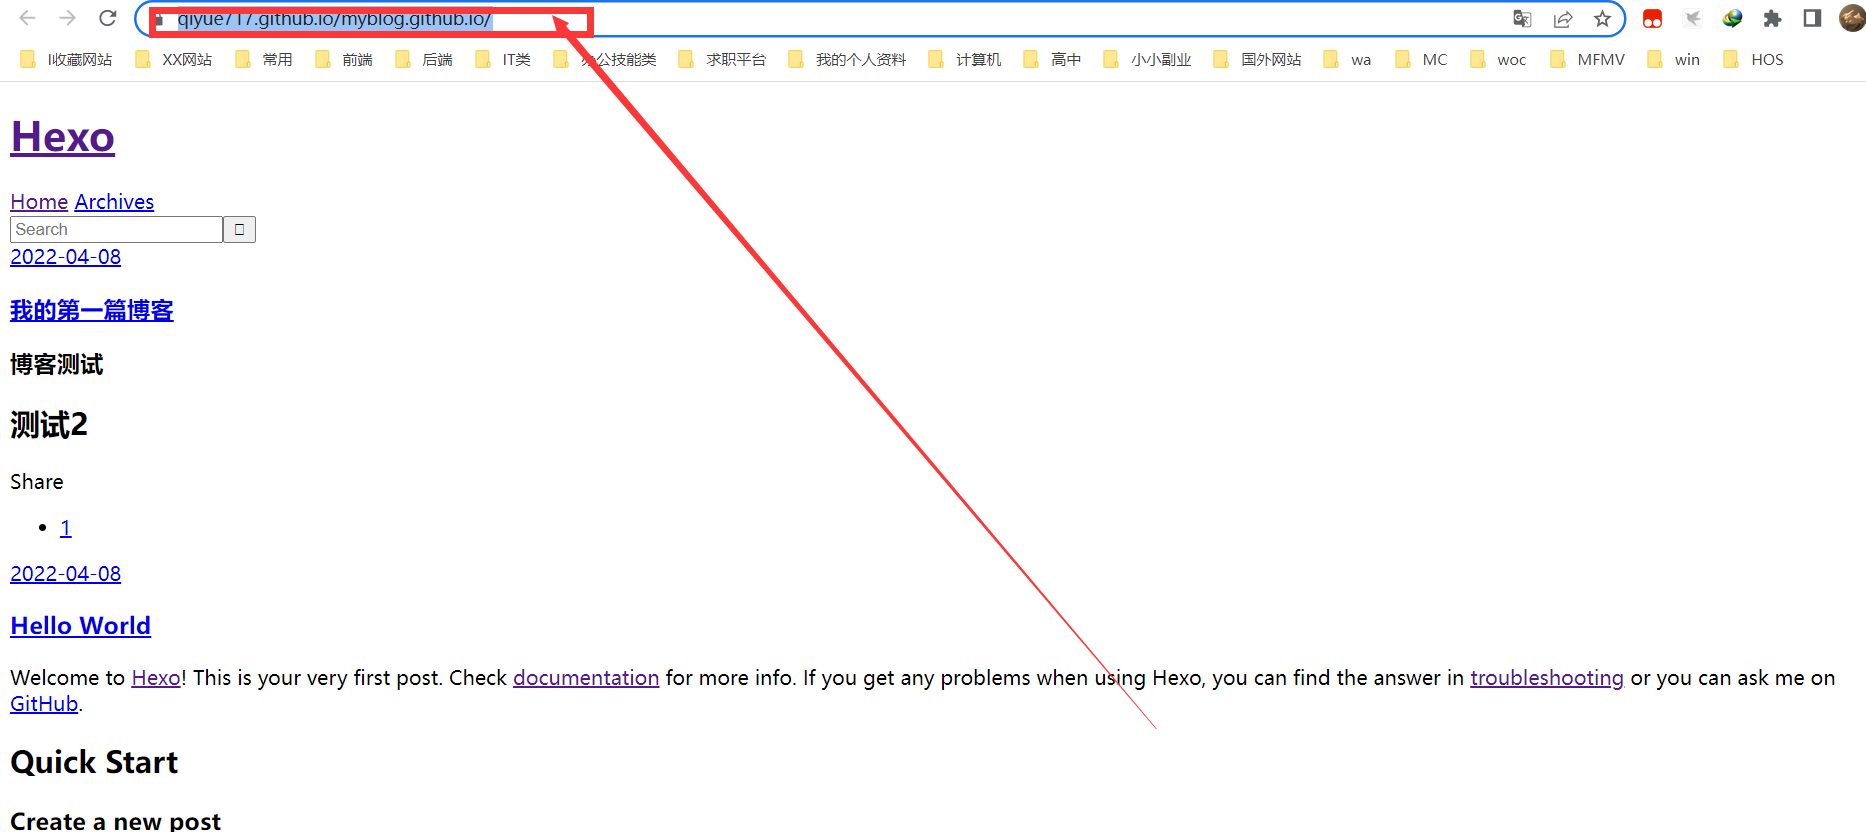 qiyue717.github.io/myblog.github.io/
I收藏网站 XX网站 常用 前端 后端 IT类 办公技能类 求职平台 我的个人资料 计算机 高中 小小副业 国外网站 wa MC woc MFMV win HOS
Hexo
Home Archives
Search
2022-04-08
我的第一篇博客
博客测试
测试2
Share
1
2022-04-08
Hello World
Welcome to Hexo! This is your very first post. Check documentation for more info. If you get any problems when using Hexo, you can find the answer in troubleshooting or you can ask me on
GitHub.
Quick Start
Create a new post